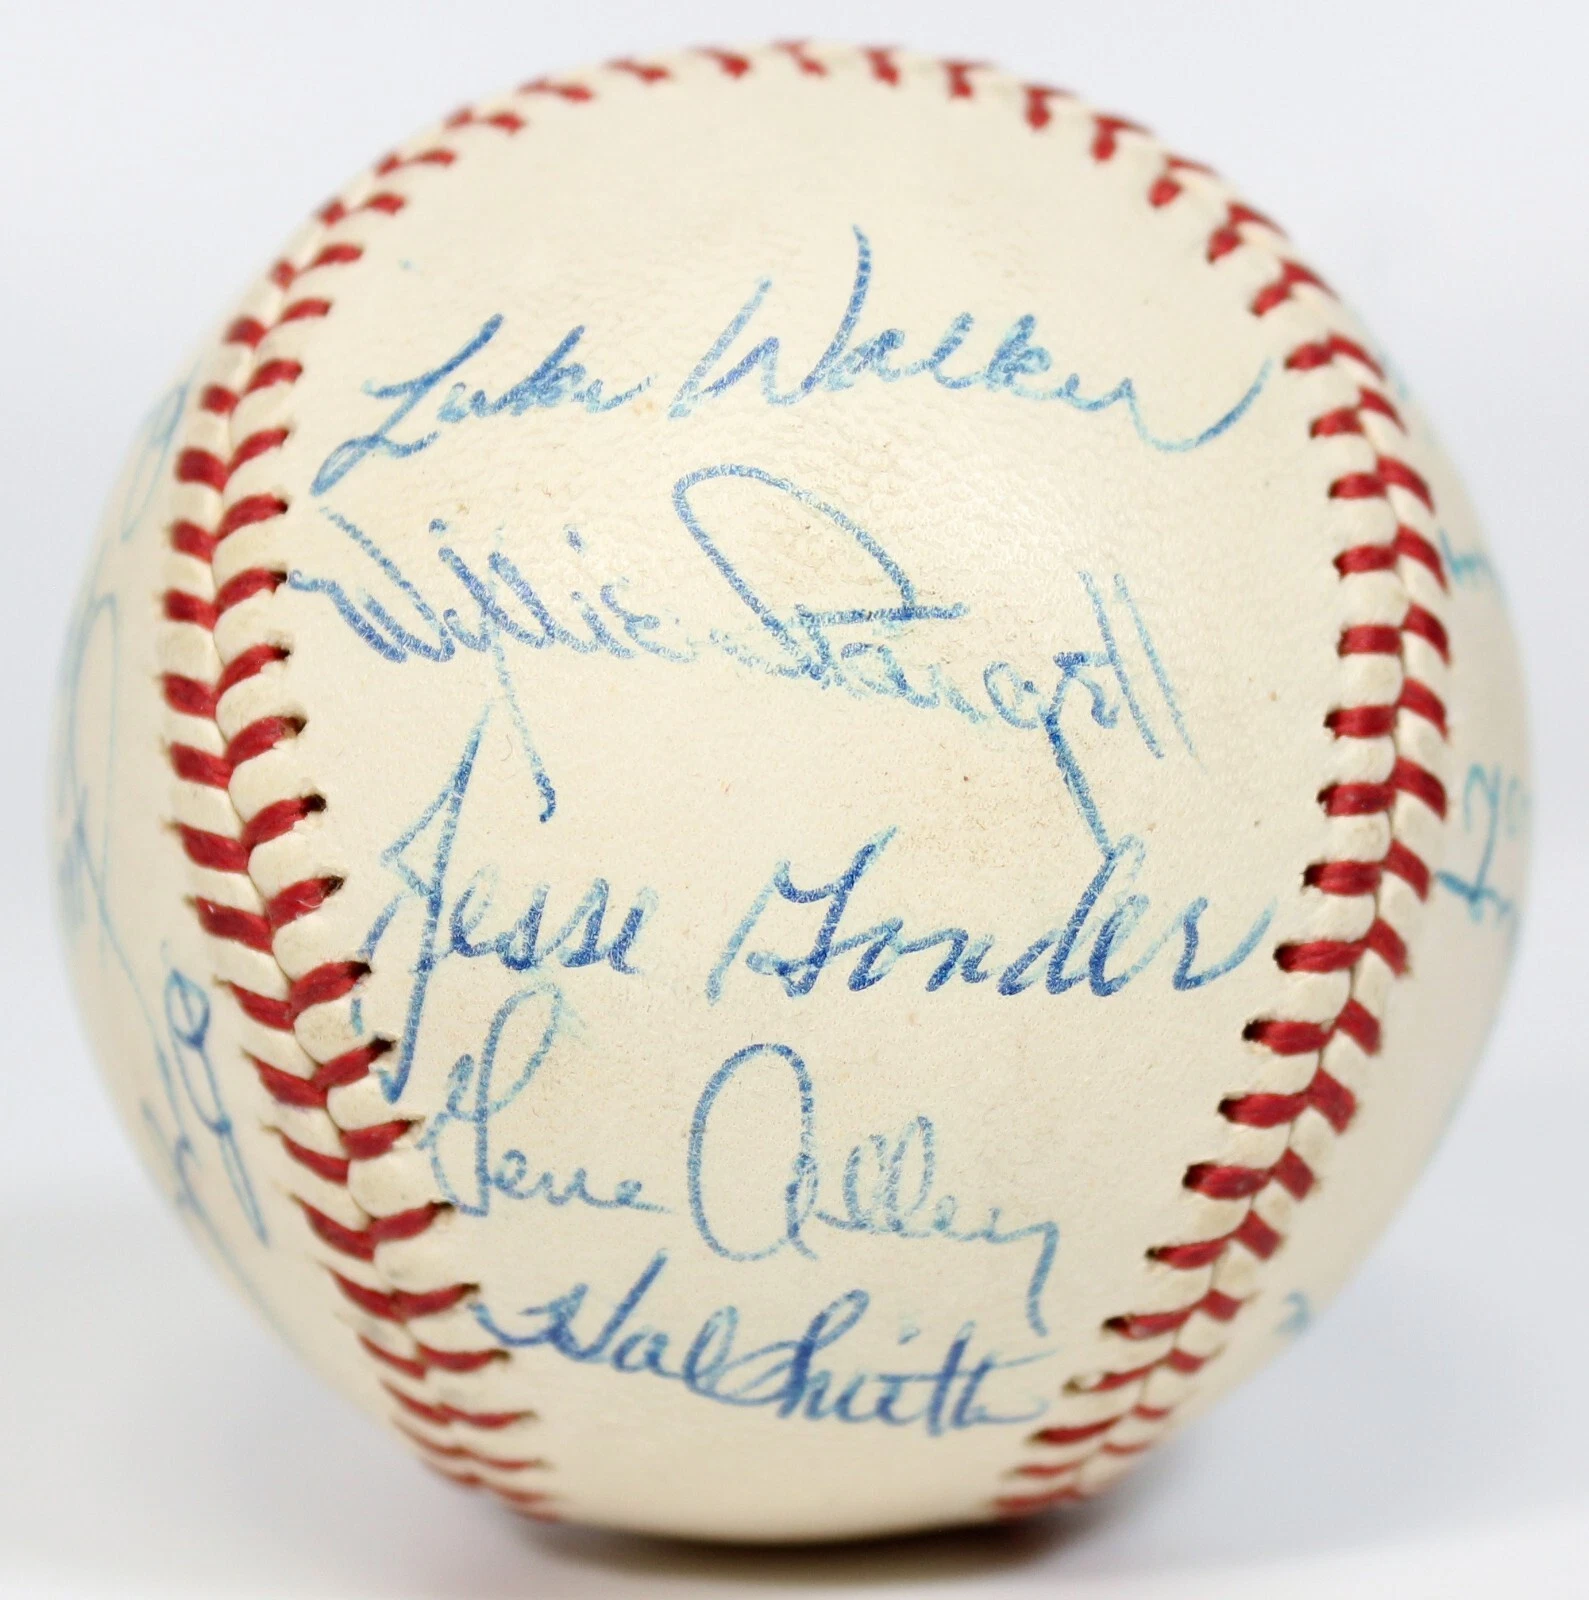 Luke Walker
Willie Stargell
Jesse Gonder
Gene Alley
Hal Smith